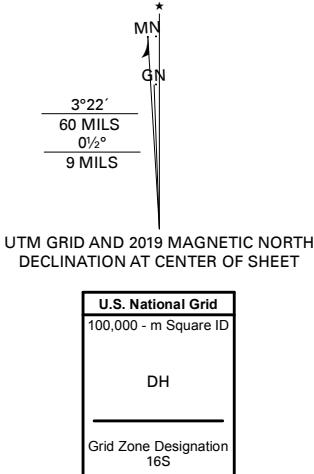 MN
GN
3°22´
60 MILS
0½°
9 MILS
UTM GRID AND 2019 MAGNETIC NORTH
DECLINATION AT CENTER OF SHEET
U.S. National Grid
100,000 - m Square ID
DH
Grid Zone Designation
16S